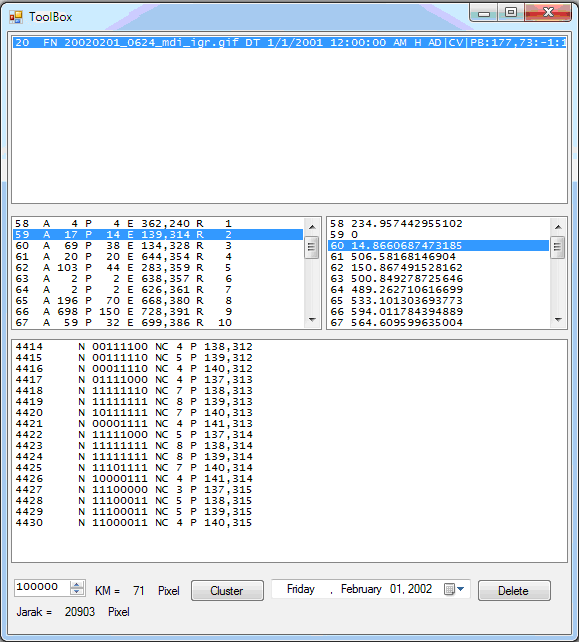 ToolBox
20 FN 20020201_0624_mdi_igr.gif DT 1/1/2001 12:00:00 AM H AD|CV|PB:177,73:-1:1
58 A 4 P 4 E 362,240 R 1
59 A 17 P 14 E 139,314 R 2
60 A 69 P 38 E 134,328 R 3
61 A 20 P 20 E 644,354 R 4
62 A 103 P 44 E 283,359 R 5
63 A 2 P 2 E 638,357 R 6
64 A 2 P 2 E 626,361 R 7
65 A 196 P 70 E 668,380 R 8
66 A 698 P 150 E 728,391 R 9
67 A 59 P 32 E 699,386 R 10
58 234.957442955102
59 0
60 14.8660687473185
61 506.58168146904
62 150.867491528162
63 500.849278725646
64 489.262710616699
65 533.101303693773
66 594.011784394889
67 564.609599635004
4414 N 00111100 NC 4 P 138,312
4415 N 00111110 NC 5 P 139,312
4416 N 00011110 NC 4 P 140,312
4417 N 01111000 NC 4 P 137,313
4418 N 11111110 NC 7 P 138,313
4419 N 11111111 NC 8 P 139,313
4420 N 10111111 NC 7 P 140,313
4421 N 00001111 NC 4 P 141,313
4422 N 11111000 NC 5 P 137,314
4423 N 11111111 NC 8 P 138,314
4424 N 11111111 NC 8 P 139,314
4425 N 11101111 NC 7 P 140,314
4426 N 10000111 NC 4 P 141,314
4427 N 11100000 NC 3 P 137,315
4428 N 11100011 NC 5 P 138,315
4429 N 11100011 NC 5 P 139,315
4430 N 11000011 NC 4 P 140,315
100000 KM = 71 Pixel Cluster Friday , February 01, 2002 Delete
Jarak = 20903 Pixel